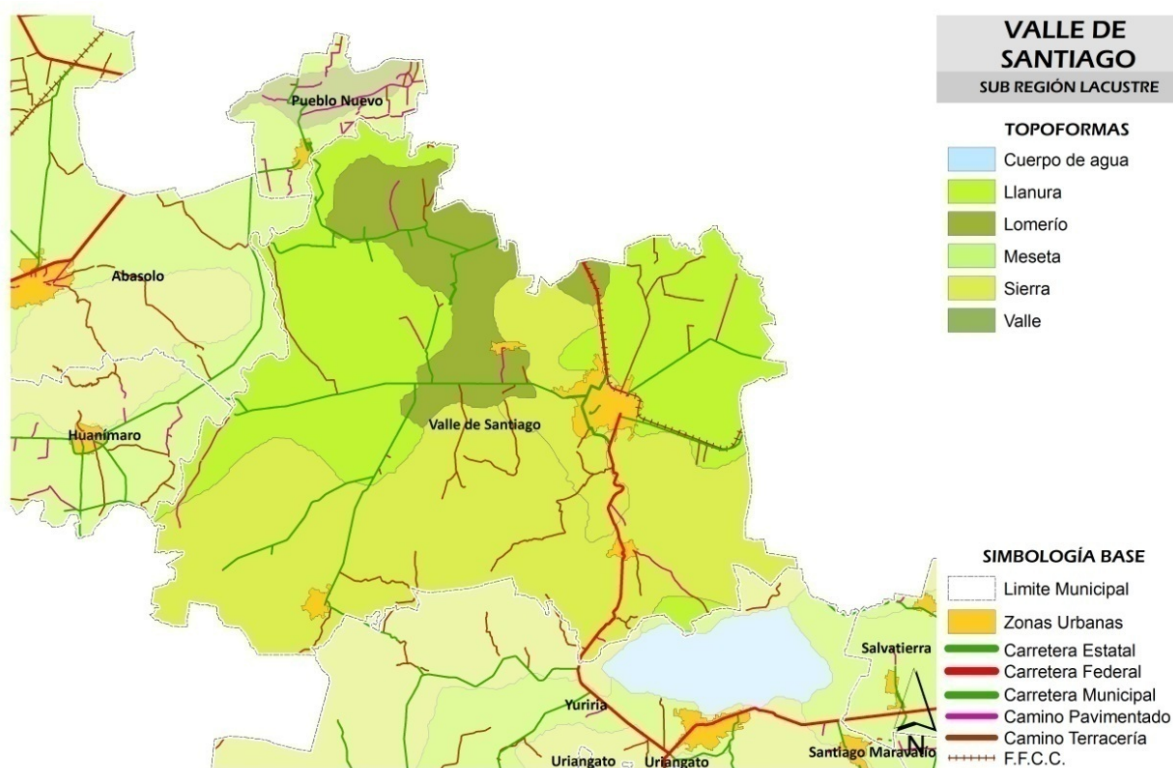 VALLE DE
SANTIAGO
SUB REGIÓN LACUSTRE
TOPOFORMAS
Cuerpo de agua
Llanura
Lomerío
Meseta
Sierra
Valle
Pueblo Nuevo
Abasolo
Huanímaro
Valle de Santiago
Salvatierra
Yuriria
Uriangato
Uriangato
Santiago Maravatío
N
SIMBOLOGÍA BASE
Limite Municipal
Zonas Urbanas
Carretera Estatal
Carretera Federal
Carretera Municipal
Camino Pavimentado
Camino Terracería
F.F.C.C.